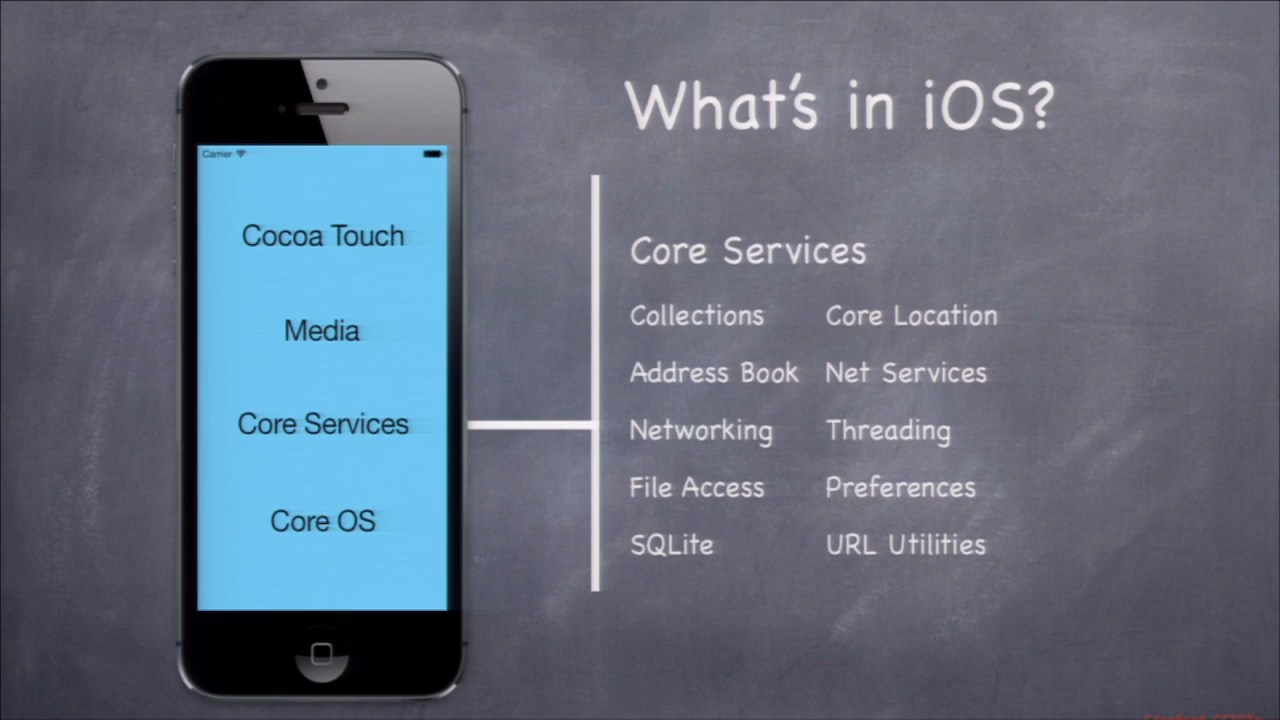 What's in iOS?
Carrier
Cocoa Touch
Media
Core Services
Core OS
Core Services
Collections
Core Location
Address Book
Net Services
Networking
Threading
File Access
Preferences
SQLite
URL Utilities